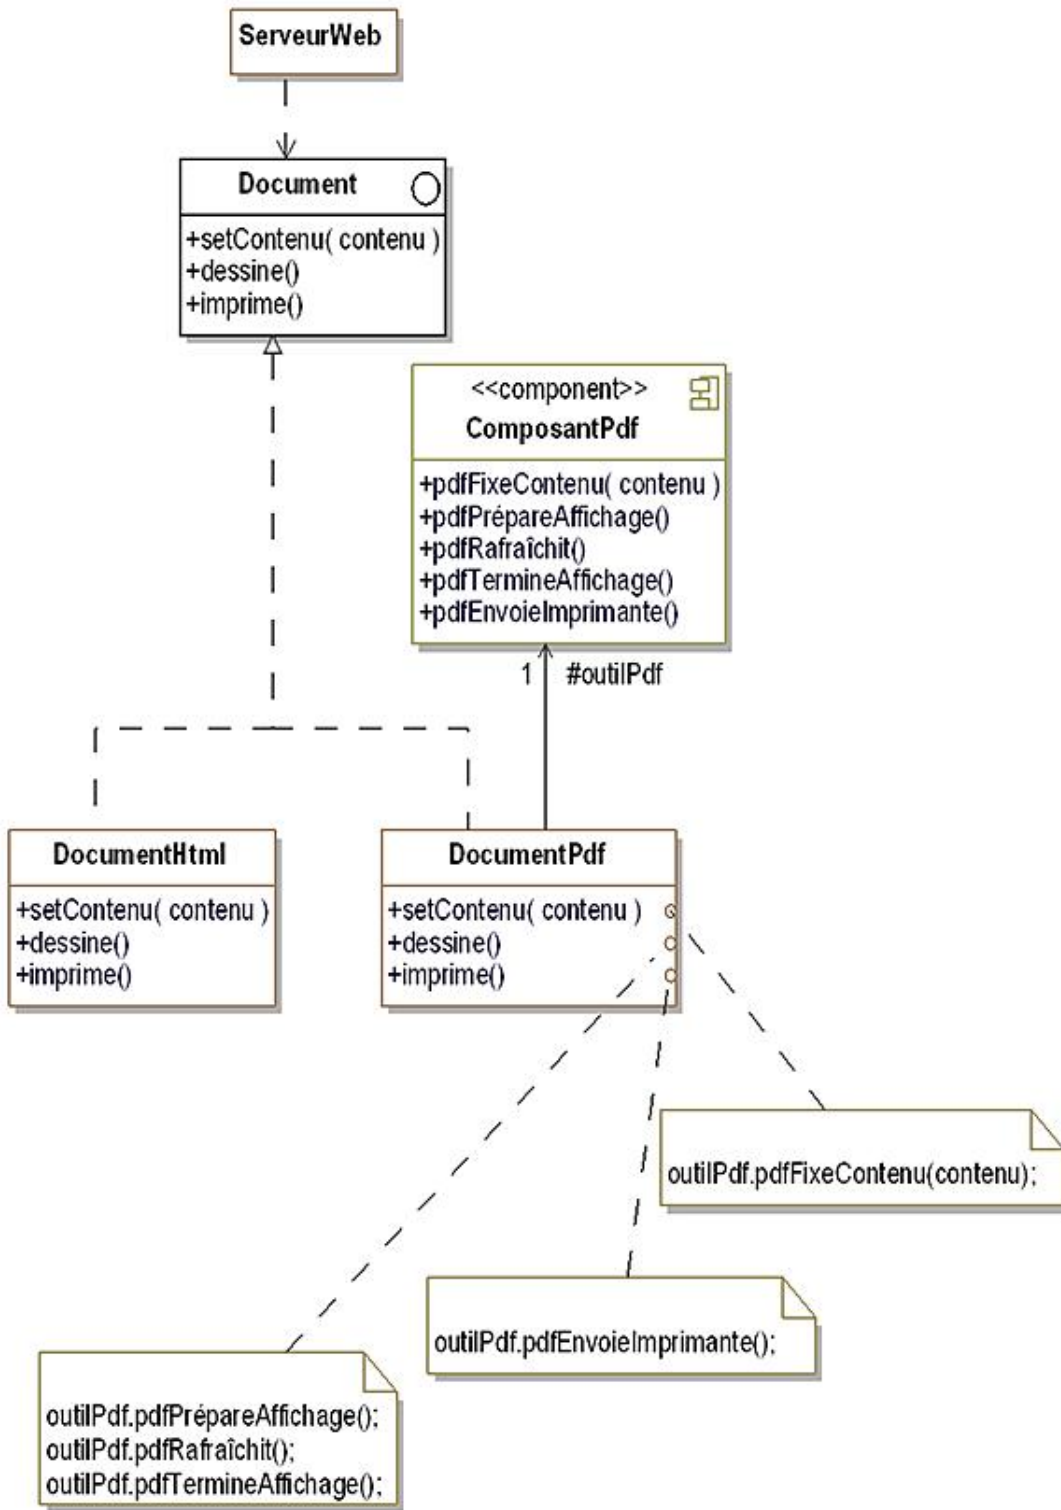 ServeurWeb
Document
+setContenu( contenu )
+dessine()
+imprime()
<<component>>
ComposantPdf
+pdfFixeContenu( contenu )
+pdfPrépareAffichage()
+pdfRafraîchit()
+pdfTermineAffichage()
+pdfEnvoieImprimante()
1 #outilPdf
DocumentHtml
+setContenu( contenu )
+dessine()
+imprime()
DocumentPdf
+setContenu( contenu )
+dessine()
+imprime()
outilPdf.pdfFixeContenu(contenu);
outilPdf.pdfEnvoieImprimante();
outilPdf.pdfPrépareAffichage();
outilPdf.pdfRafraîchit();
outilPdf.pdfTermineAffichage();